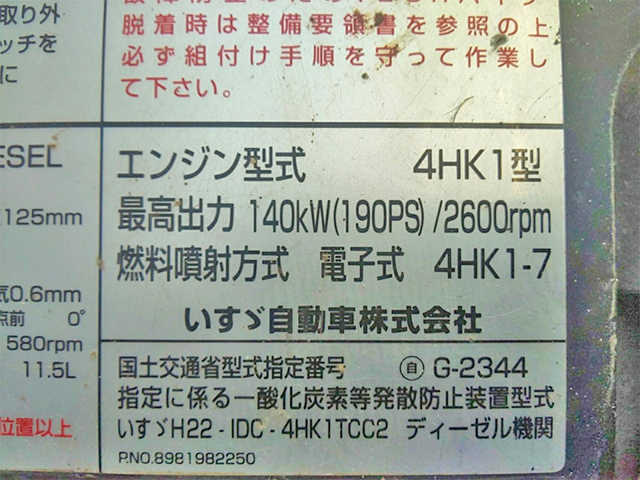 取り外
ッチを
に
脱着時は整備要領書を参照の上
必ず組付け手順を守って作業し
て下さい。
ESEL
125mm
気0.6mm
点前 0°
580rpm
11.5L
位置以上
エンジン型式 4HK1型
最高出力 140kW(190PS)/2600rpm
燃料噴射方式 電子式 4HK1-7
いすゞ自動車株式会社
国土交通省型式指定番号 自 G-2344
指定に係る一酸化炭素等発散防止装置型式
いすゞH22-IDC-4HK1TCC2 ディーゼル機関
P.NO.8981982250